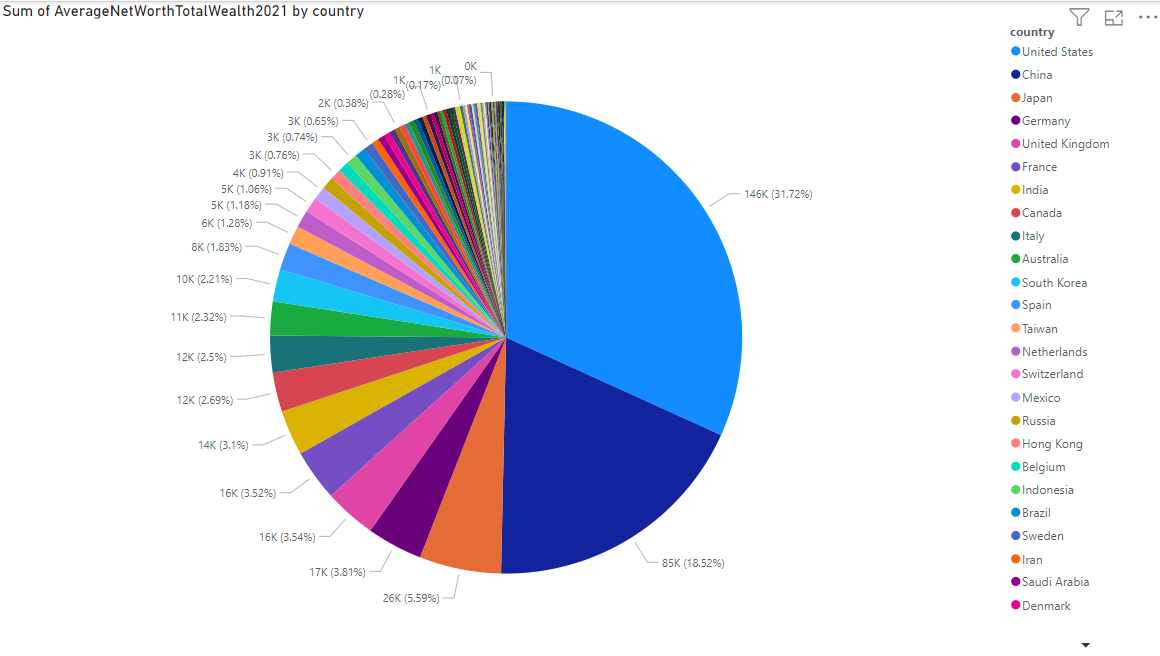 Sum of AverageNetWorthTotalWealth2021 by country
country
United States
China
Japan
Germany
United Kingdom
France
India
Canada
Italy
Australia
South Korea
Spain
Taiwan
Netherlands
Switzerland
Mexico
Russia
Hong Kong
Belgium
Indonesia
Brazil
Sweden
Iran
Saudi Arabia
Denmark
146K (31.72%)
85K (18.52%)
26K (5.59%)
17K (3.81%)
16K (3.54%)
16K (3.52%)
14K (3.1%)
12K (2.69%)
12K (2.5%)
11K (2.32%)
10K (2.21%)
8K (1.83%)
6K (1.28%)
5K (1.18%)
5K (1.06%)
4K (0.91%)
3K (0.76%)
3K (0.74%)
3K (0.65%)
2K (0.38%)
(0.28%)
1K
(0.17%)
1K
(0.07%)
0K